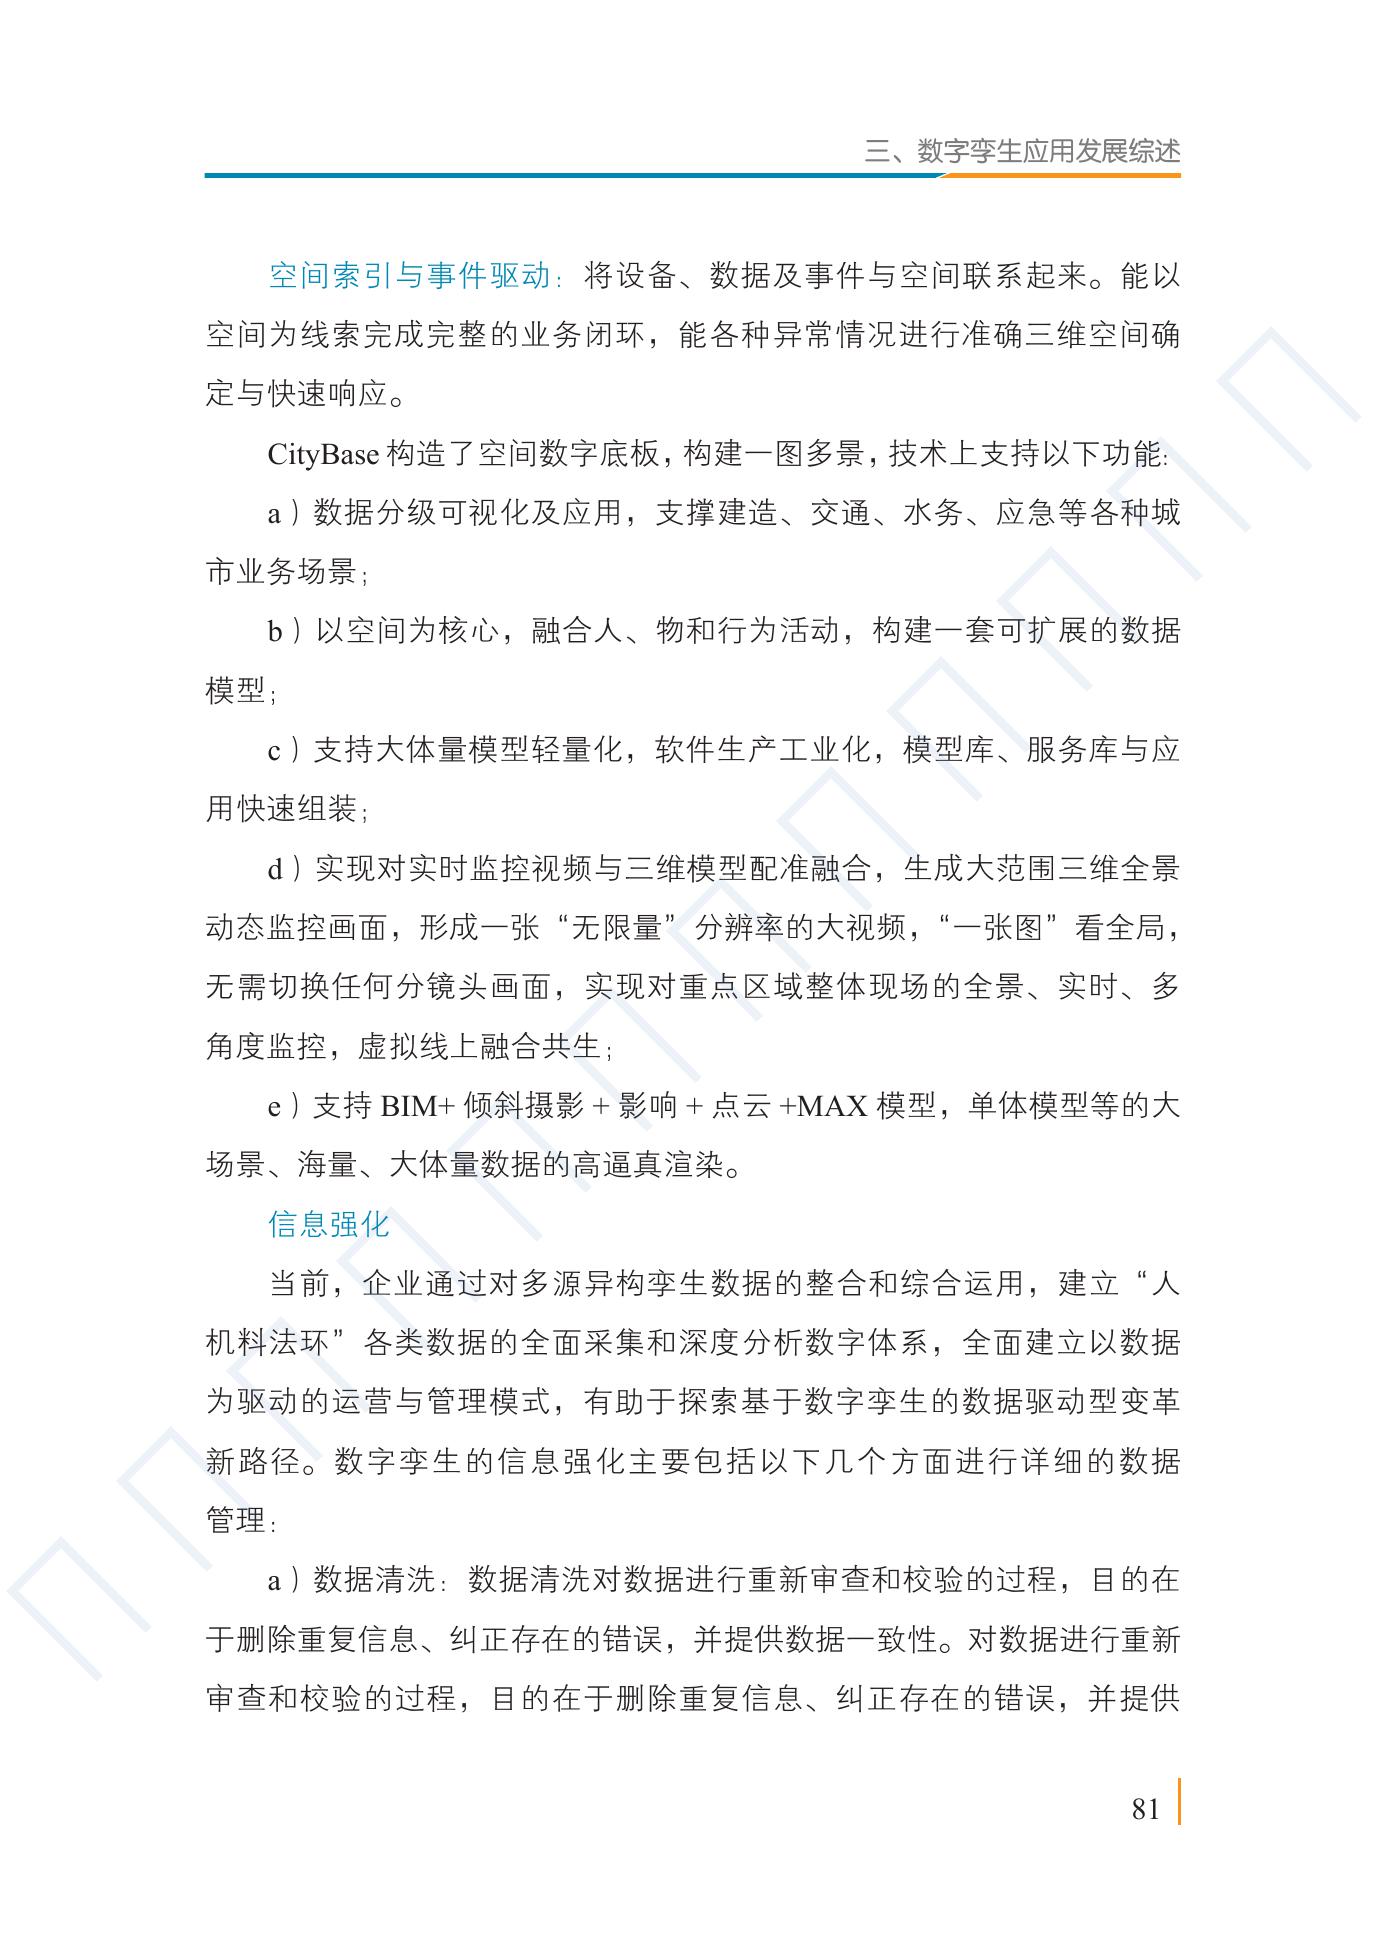 三、数字孪生应用发展综述
空间索引与事件驱动：将设备、数据及事件与空间联系起来。能以
空间为线索完成完整的业务闭环，能各种异常情况进行准确三维空间确
定与快速响应。
CityBase 构造了空间数字底板，构建一图多景，技术上支持以下功能：
a）数据分级可视化及应用，支撑建造、交通、水务、应急等各种城
市业务场景；
b）以空间为核心，融合人、物和行为活动，构建一套可扩展的数据
模型；
c）支持大体量模型轻量化，软件生产工业化，模型库、服务库与应
用快速组装；
d）实现对实时监控视频与三维模型配准融合，生成大范围三维全景
动态监控画面，形成一张“无限量”分辨率的大视频，“一张图”看全局，
无需切换任何分镜头画面，实现对重点区域整体现场的全景、实时、多
角度监控，虚拟线上融合共生；
e）支持 BIM+ 倾斜摄影 + 影响 + 点云 +MAX 模型，单体模型等的大
场景、海量、大体量数据的高逼真渲染。
信息强化
当前，企业通过对多源异构孪生数据的整合和综合运用，建立“人
机料法环”各类数据的全面采集和深度分析数字体系，全面建立以数据
为驱动的运营与管理模式，有助于探索基于数字孪生的数据驱动型变革
新路径。数字孪生的信息强化主要包括以下几个方面进行详细的数据
管理：
a）数据清洗：数据清洗对数据进行重新审查和校验的过程，目的在
于删除重复信息、纠正存在的错误，并提供数据一致性。对数据进行重新
审查和校验的过程，目的在于删除重复信息、纠正存在的错误，并提供
81